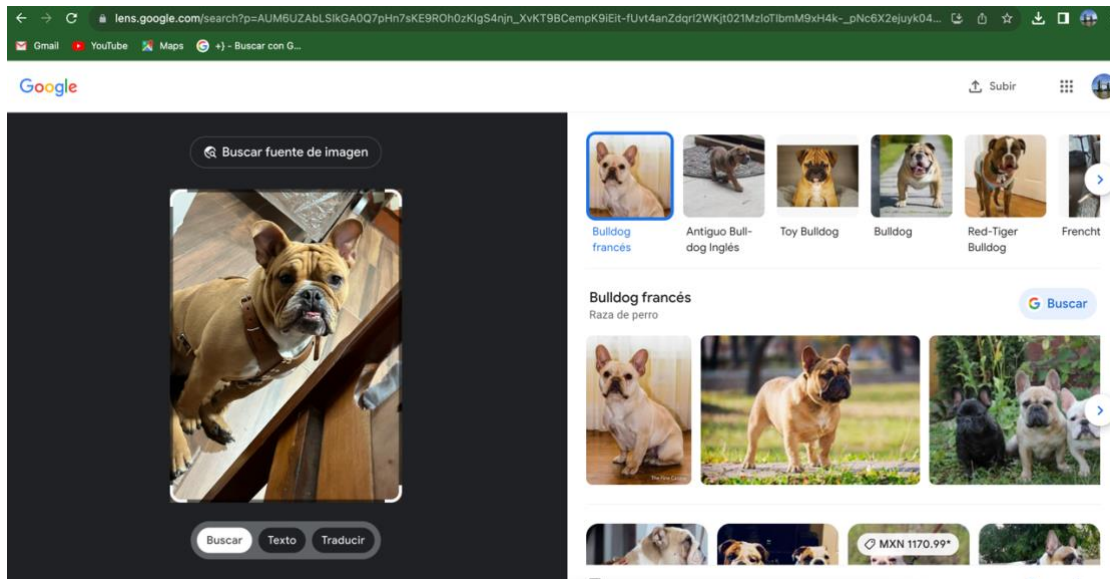 lens.google.com/search?p=AUM6UZAbLSIkGA0Q7pHn7sKE9ROh0zKIgS4njn_XvKT9BCempK9iEit-fUvt4anZdqrI2WKjt021MzloTIbmM9xH4k-_pNc6X2ejuyk04...
Gmail YouTube Maps +} - Buscar con G...
Google Subir
Buscar fuente de imagen
Bulldog francés
Antiguo Bull-dog Inglés
Toy Bulldog
Bulldog
Red-Tiger Bulldog
Frencht
Bulldog francés
Raza de perro
Buscar
MXN 1170.99*
Buscar Texto Traducir